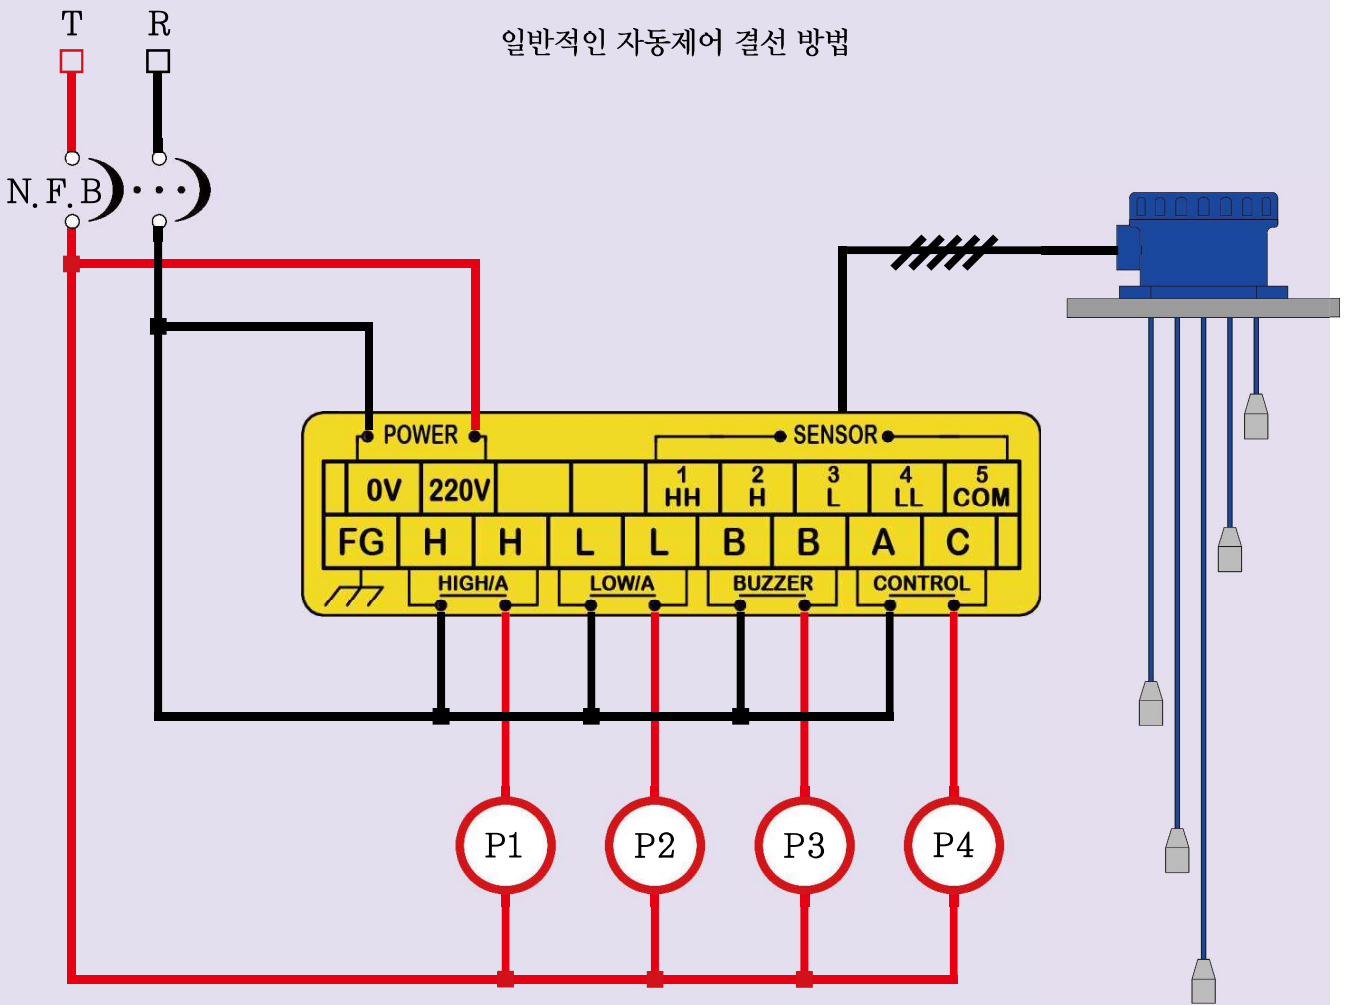 T R
일반적인 자동제어 결선 방법
N.F.B
POWER SENSOR
0V 220V 1 HH 2 H 3 L 4 LL 5 COM
FG H H L L B B A C
HIGH/A LOW/A BUZZER CONTROL
P1 P2 P3 P4